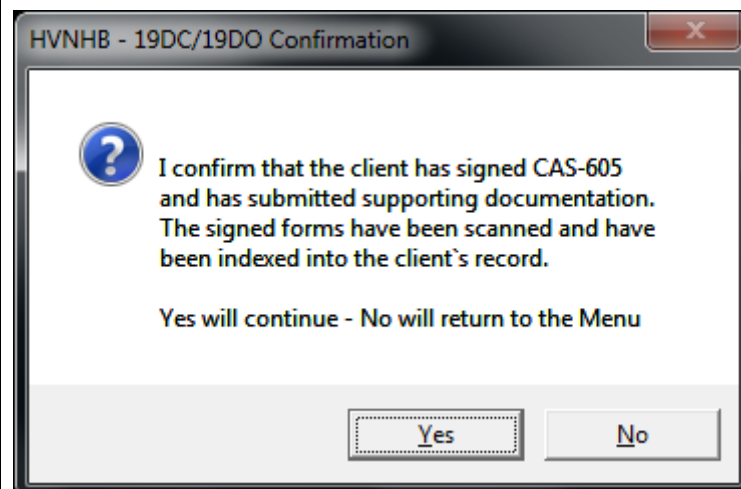 HVNHB - 19DC/19DO Confirmation
I confirm that the client has signed CAS-605
and has submitted supporting documentation.
The signed forms have been scanned and have
been indexed into the client`s record.
Yes will continue - No will return to the Menu
Yes
No